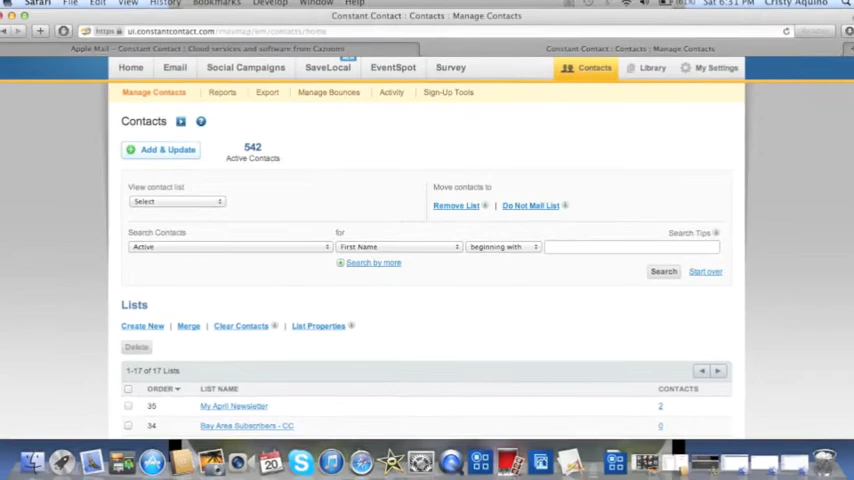 Safari File Edit View History Bookmarks Develop Window Help Sat 6:31 PM Cristy Aquino
Constant Contact : Contacts : Manage Contacts
https ui.constantcontact.com
Apple Mail – Constant Contact | Cloud services and software from Cazoomi Constant Contact : Contacts : Manage Contacts
Home Email Social Campaigns SaveLocal NEW EventSpot Survey Contacts Library My Settings
Manage Contacts Reports Export Manage Bounces Activity Sign-Up Tools
Contacts ?
Add & Update 542
Active Contacts
View contact list Move contacts to
Select Remove List | Do Not Mail List
Search Contacts for Search Tips
Active First Name beginning with
Search by more
Search Start over
Lists
Create New | Merge | Clear Contacts | List Properties
Delete
1-17 of 17 Lists
ORDER LIST NAME CONTACTS
35 My April Newsletter 2
34 Bay Area Subscribers - CC 0
20